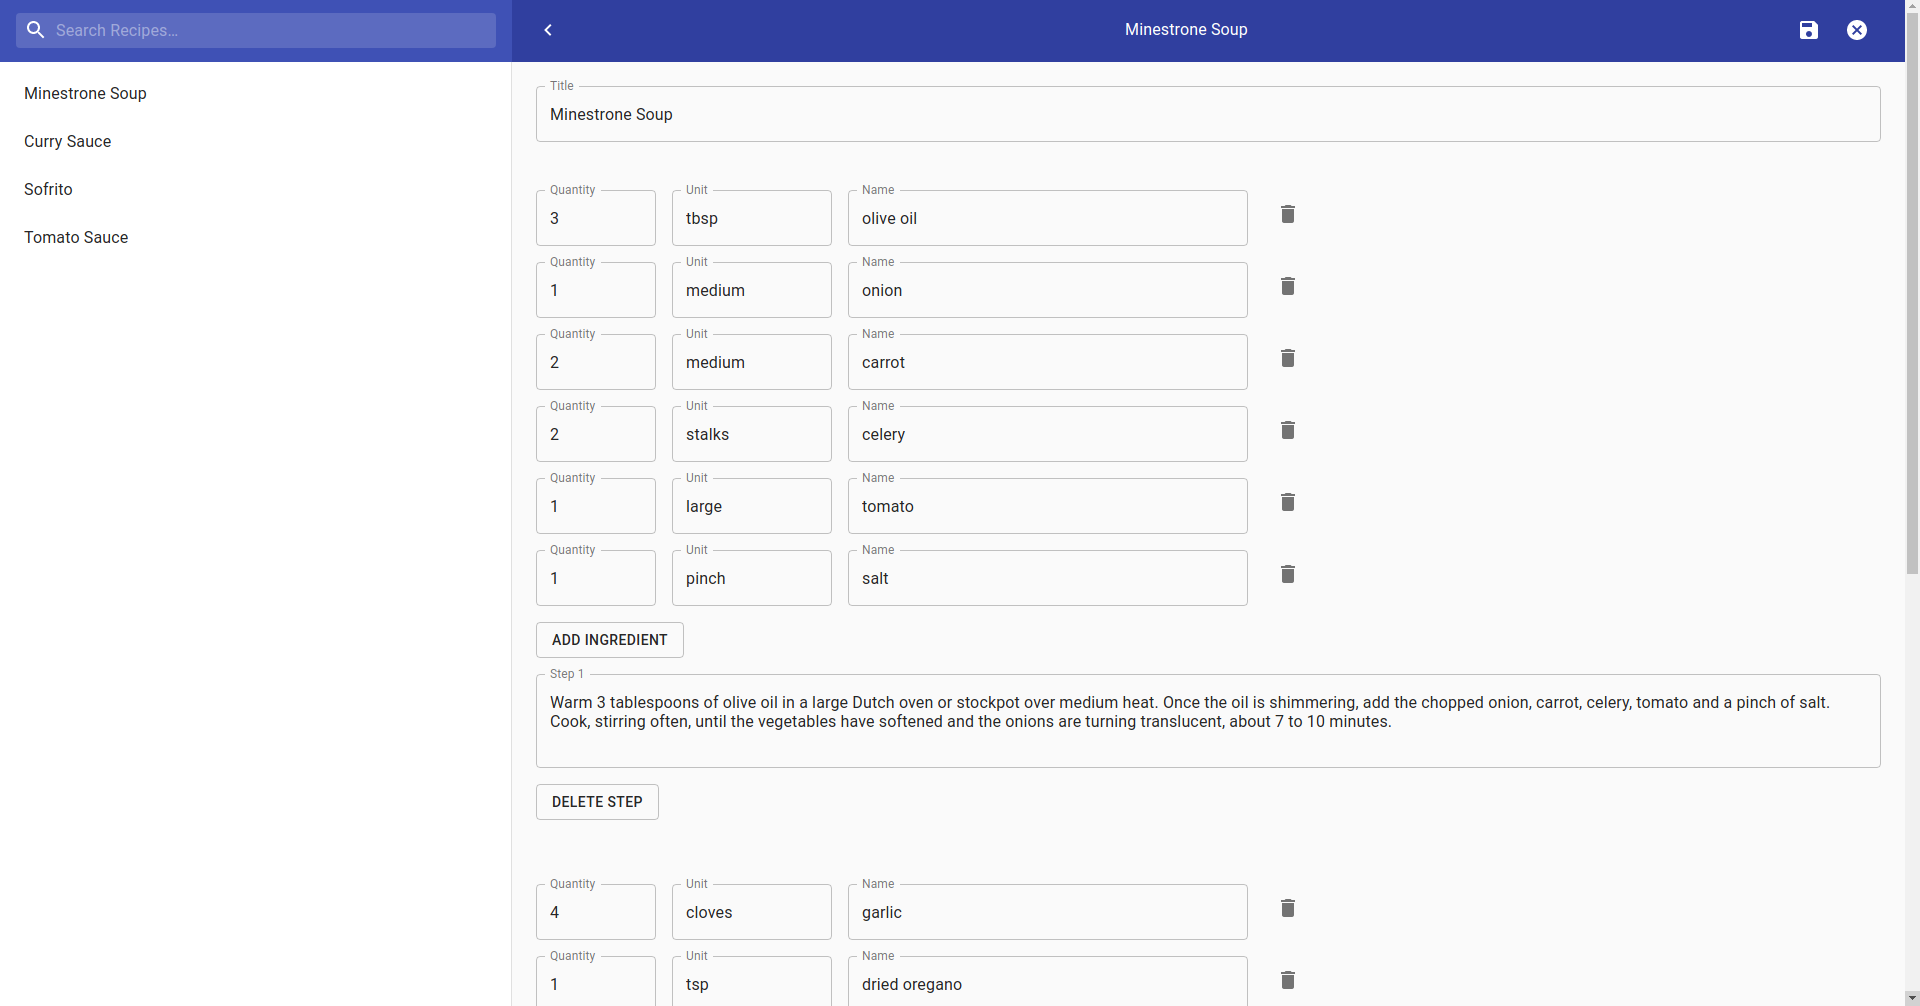 Search Recipes…
Minestrone Soup
Minestrone Soup
Curry Sauce
Sofrito
Tomato Sauce
Title
Minestrone Soup
Quantity Unit Name
3 tbsp olive oil
Quantity Unit Name
1 medium onion
Quantity Unit Name
2 medium carrot
Quantity Unit Name
2 stalks celery
Quantity Unit Name
1 large tomato
Quantity Unit Name
1 pinch salt
ADD INGREDIENT
Step 1
Warm 3 tablespoons of olive oil in a large Dutch oven or stockpot over medium heat. Once the oil is shimmering, add the chopped onion, carrot, celery, tomato and a pinch of salt.
Cook, stirring often, until the vegetables have softened and the onions are turning translucent, about 7 to 10 minutes.
DELETE STEP
Quantity Unit Name
4 cloves garlic
Quantity Unit Name
1 tsp dried oregano